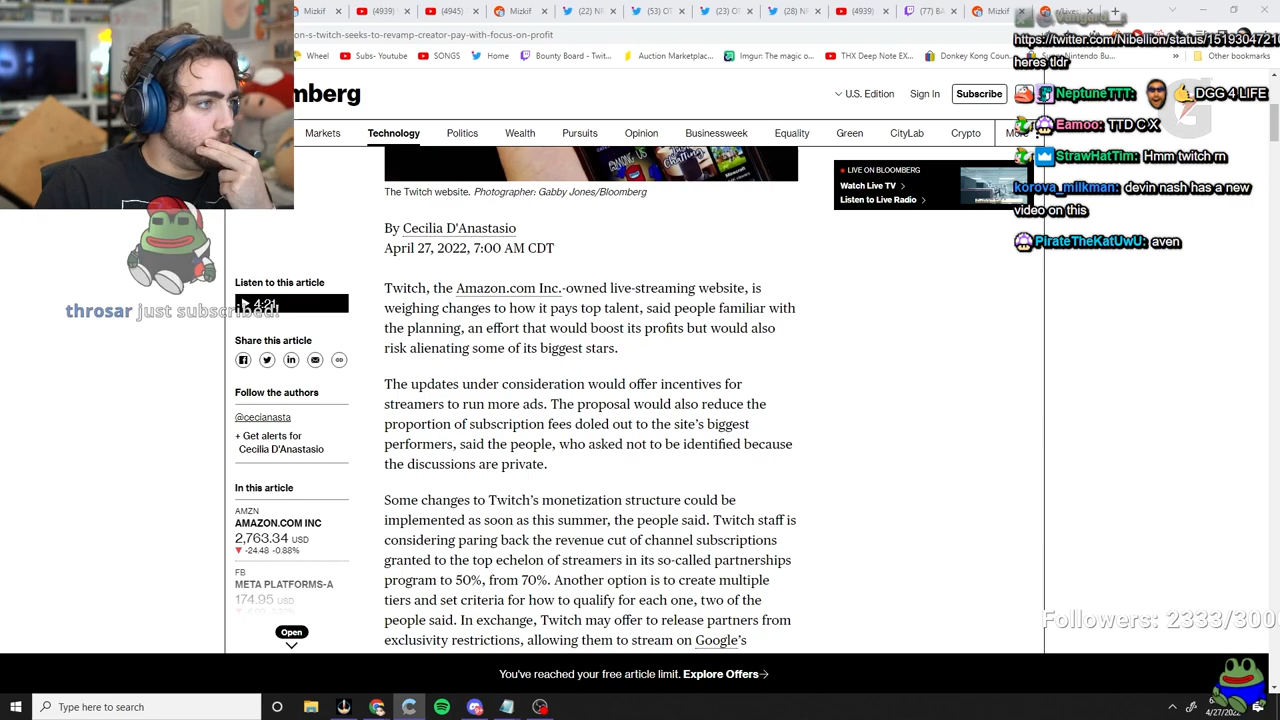 Mizkif
(4939)
(4945)
Mizkif
(53) OT
(4939)
Mizkif
on-s-twitch-seeks-to-revamp-creator-pay-with-focus-on-profit
Whee
Subs- Youtube
SONGS
Home
Bounty Board - Twit...
Auction Marketplac...
Imgur: The magic o...
THX Deep Note EX...
Donkey Kong Coun...
Nintendo Switch Re
»
Other bookmarks
Vangard__:
https://twitter.com/Nibellion/status/1519304721
heres tldr
NeptuneTTT: DGG 4 LIFE
Eamoo: TTD C X
StrawHatTim: Hmm twitch rn
korova_milkman: devin nash has a new
video on this
PirateTheKatUwU: aven
mberg
U.S. Edition
Sign In
Subscribe
Markets
Technology
Politics
Wealth
Pursuits
Opinion
Businessweek
Equality
Green
CityLab
Crypto
The Twitch website. Photographer: Gabby Jones/Bloomberg
LIVE ON BLOOMBERG
Watch Live TV
Listen to Live Radio
By Cecilia D'Anastasio
April 27, 2022, 7:00 AM CDT
Listen to this article
4:21
throsar just subscribed!
Share this article
Follow the authors
@cecianasta
+ Get alerts for
Cecilia D'Anastasio
In this article
AMZN
AMAZON.COM INC
2,763.34 USD
▼ -24.48 -0.88%
FB
META PLATFORMS-A
174.95 USD
Open
Twitch, the Amazon.com Inc.-owned live-streaming website, is
weighing changes to how it pays top talent, said people familiar with
the planning, an effort that would boost its profits but would also
risk alienating some of its biggest stars.
The updates under consideration would offer incentives for
streamers to run more ads. The proposal would also reduce the
proportion of subscription fees doled out to the site's biggest
performers, said the people, who asked not to be identified because
the discussions are private.
Some changes to Twitch's monetization structure could be
implemented as soon as this summer, the people said. Twitch staff is
considering paring back the revenue cut of channel subscriptions
granted to the top echelon of streamers in its so-called partnerships
program to 50%, from 70%. Another option is to create multiple
tiers and set criteria for how to qualify for each one, two of the
people said. In exchange, Twitch may offer to release partners from
exclusivity restrictions, allowing them to stream on Google's
Followers: 2333/300
You've reached your free article limit. Explore Offers
Type here to search
4/27/202